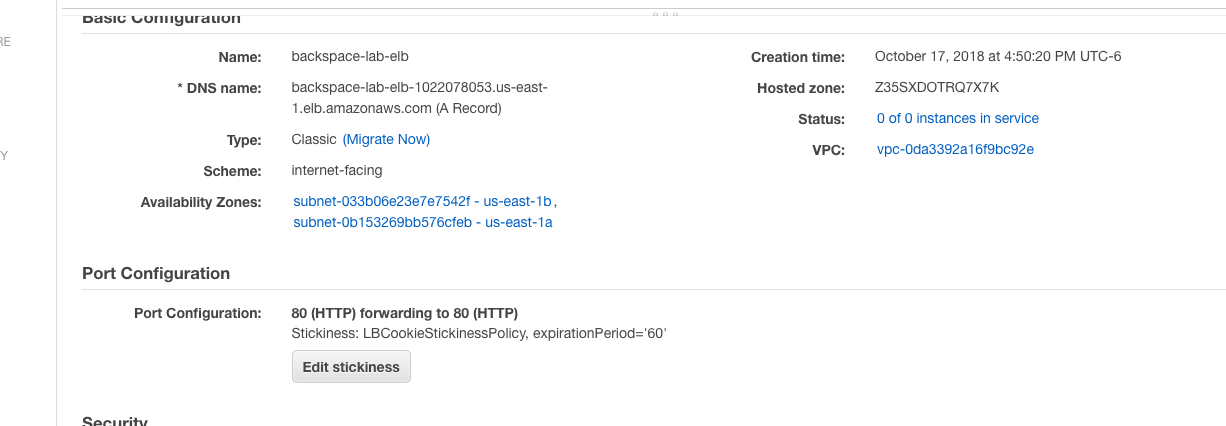 Basic Configuration
RE
Name: backspace-lab-elb
Creation time: October 17, 2018 at 4:50:20 PM UTC-6
* DNS name: backspace-lab-elb-1022078053.us-east-
1.elb.amazonaws.com (A Record)
Hosted zone: Z35SXDOTRQ7X7K
Status: 0 of 0 instances in service
Type: Classic (Migrate Now)
VPC: vpc-0da3392a16f9bc92e
Y
Scheme: internet-facing
Availability Zones: subnet-033b06e23e7e7542f - us-east-1b,
subnet-0b153269bb576cfeb - us-east-1a
Port Configuration
Port Configuration: 80 (HTTP) forwarding to 80 (HTTP)
Stickiness: LBCookieStickinessPolicy, expirationPeriod='60'
Edit stickiness
Security